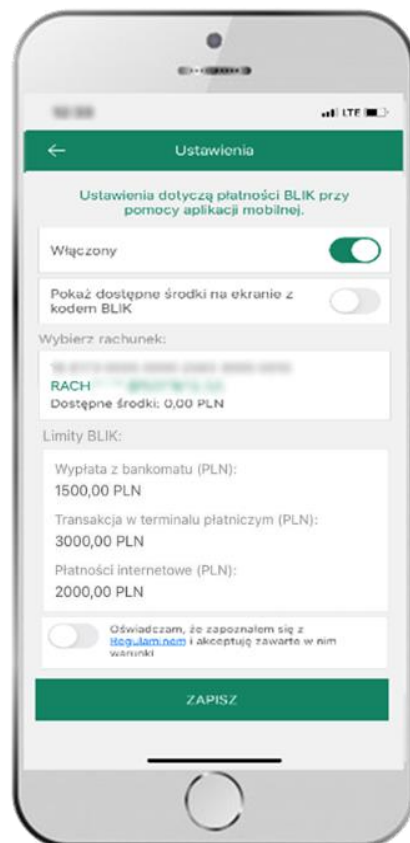 LTE
Ustawienia
Ustawienia dotyczą płatności BLIK przy
pomocy aplikacji mobilnej.
Włączony
Pokaż dostępne środki na ekranie z
kodem BLIK
Wybierz rachunek:
RACH
Dostępne środki: 0,00 PLN
Limity BLIK:
Wypłata z bankomatu (PLN):
1500,00 PLN
Transakcja w terminalu płatniczym (PLN):
3000,00 PLN
Płatności internetowe (PLN):
2000,00 PLN
Oświadczam, że zapoznałem się z
Regulaminem i akceptuję zawarte w nim
warunki
ZAPISZ